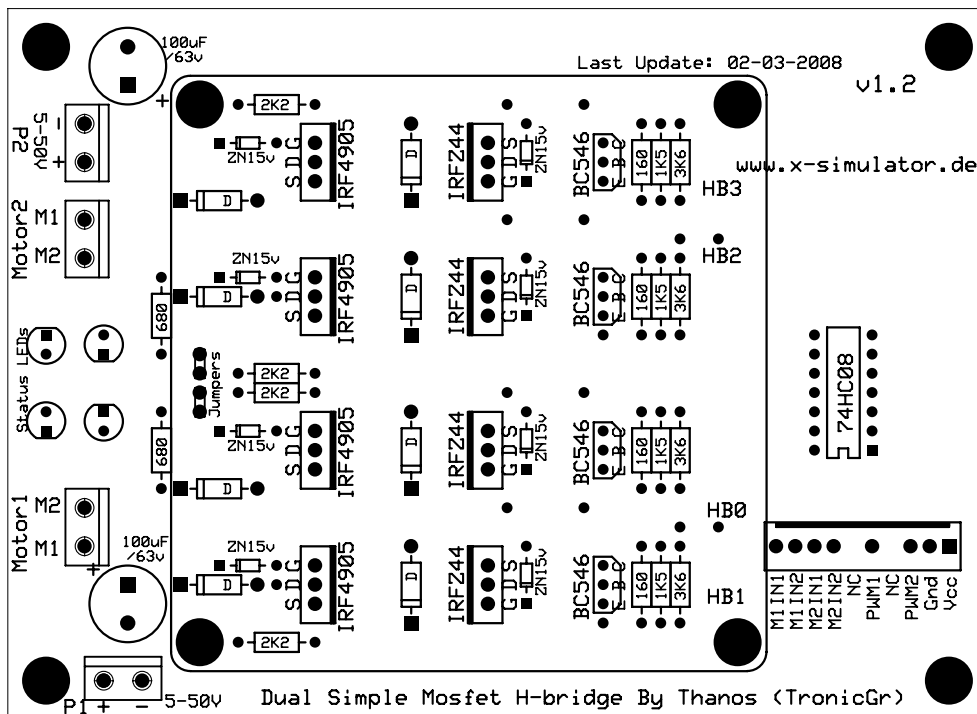 100uF
/63v
Last Update: 02-03-2008
v1.2
www.x-simulator.de
P2
5-50V
- +
Motor2
M1
M2
Status LEDs
Motor1
M2
M1
100uF
/63v
+
P1 + -
5-50V
+
2K2
ZN15v
D
S D G
IRF4905
D
IRFZ44
G D S
ZN15v
BC546
E B C
160
1K5
3K6
HB3
680
ZN15v
D
S D G
IRF4905
D
IRFZ44
G D S
ZN15v
BC546
E B C
160
1K5
3K6
HB2
Jumpers
2K2
2K2
74HC08
680
ZN15v
D
S D G
IRF4905
D
IRFZ44
G D S
ZN15v
BC546
E B C
160
1K5
3K6
HB0
ZN15v
D
S D G
IRF4905
D
IRFZ44
G D S
ZN15v
BC546
E B C
160
1K5
3K6
HB1
2K2
M1IN1
M1IN2
M2IN1
M2IN2
NC
PWM1
NC
PWM2
Gnd
Vcc
Dual Simple Mosfet H-bridge By Thanos (TronicGr)